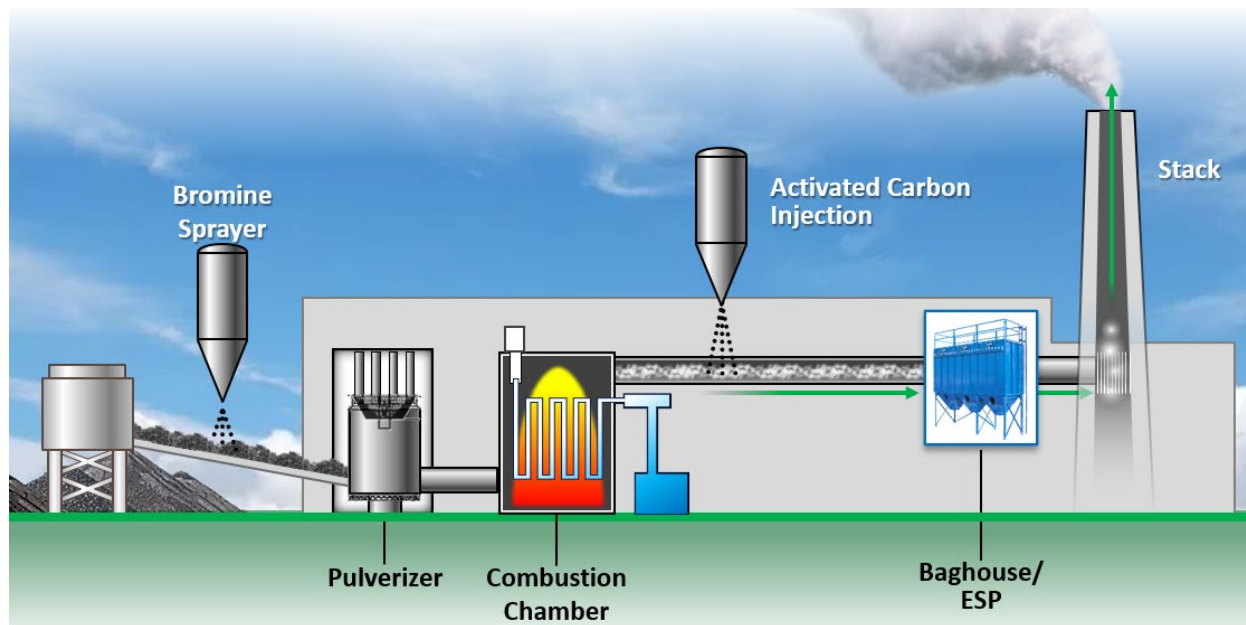 Bromine
Sprayer
Activated Carbon
Injection
Stack
Pulverizer
Combustion
Chamber
Baghouse/
ESP